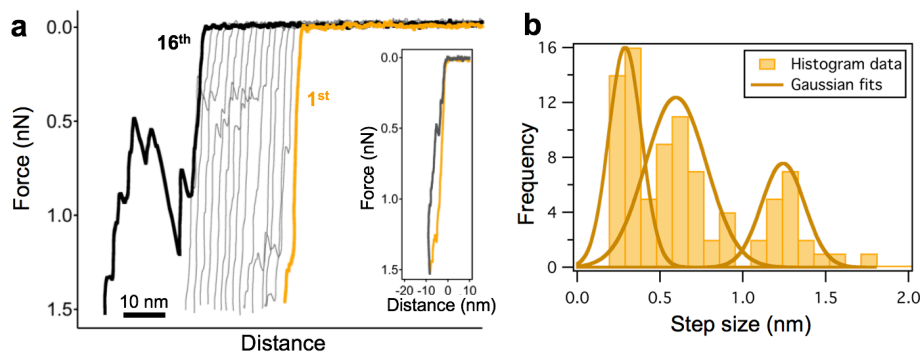 a
0.0
0.5
1.0
1.5
Force (nN)
Distance
10 nm
16th
1st
0.0
0.5
1.0
1.5
Force (nN)
-20 -10 0 10
Distance (nm)
b
16
12
8
4
0
Frequency
Histogram data
Gaussian fits
0.0 0.5 1.0 1.5 2.0
Step size (nm)